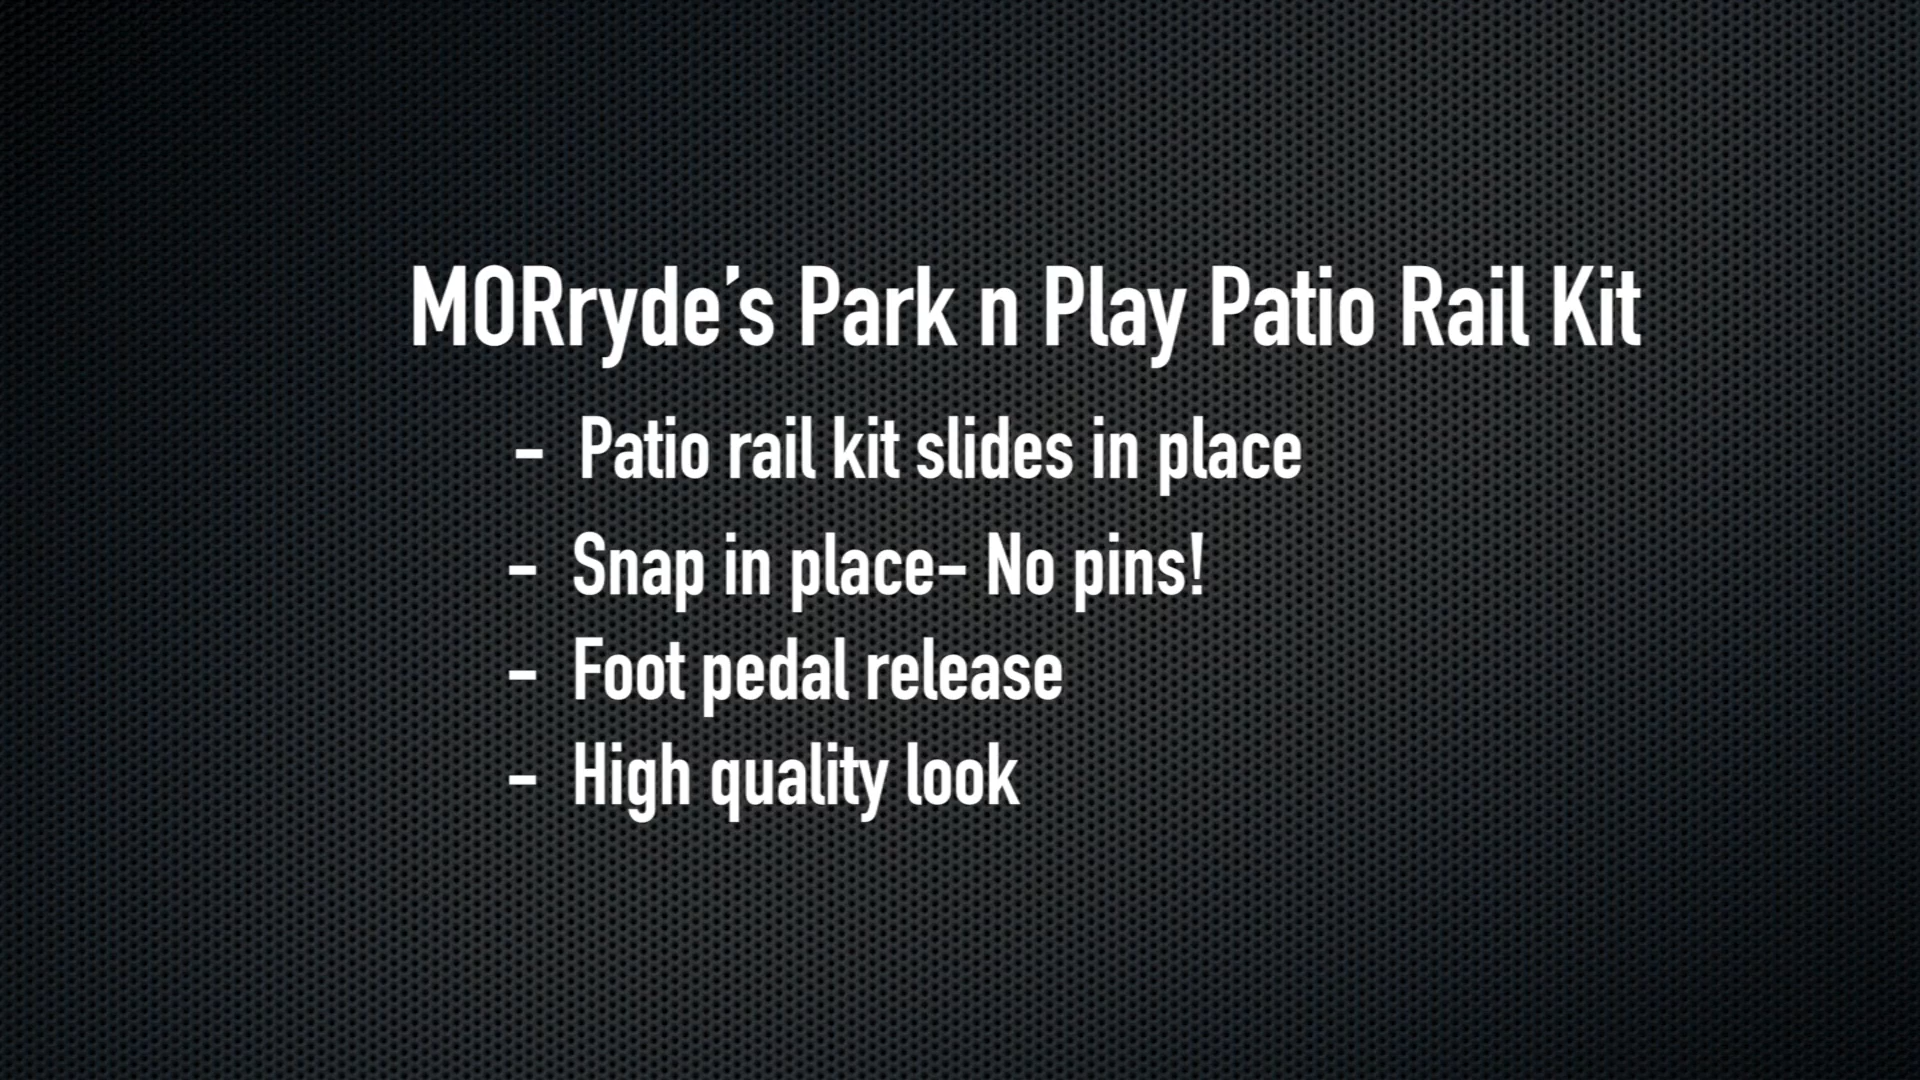 MORryde's Park n Play Patio Rail Kit
- Patio rail kit slides in place
- Snap in place- No pins!
- Foot pedal release
- High quality look